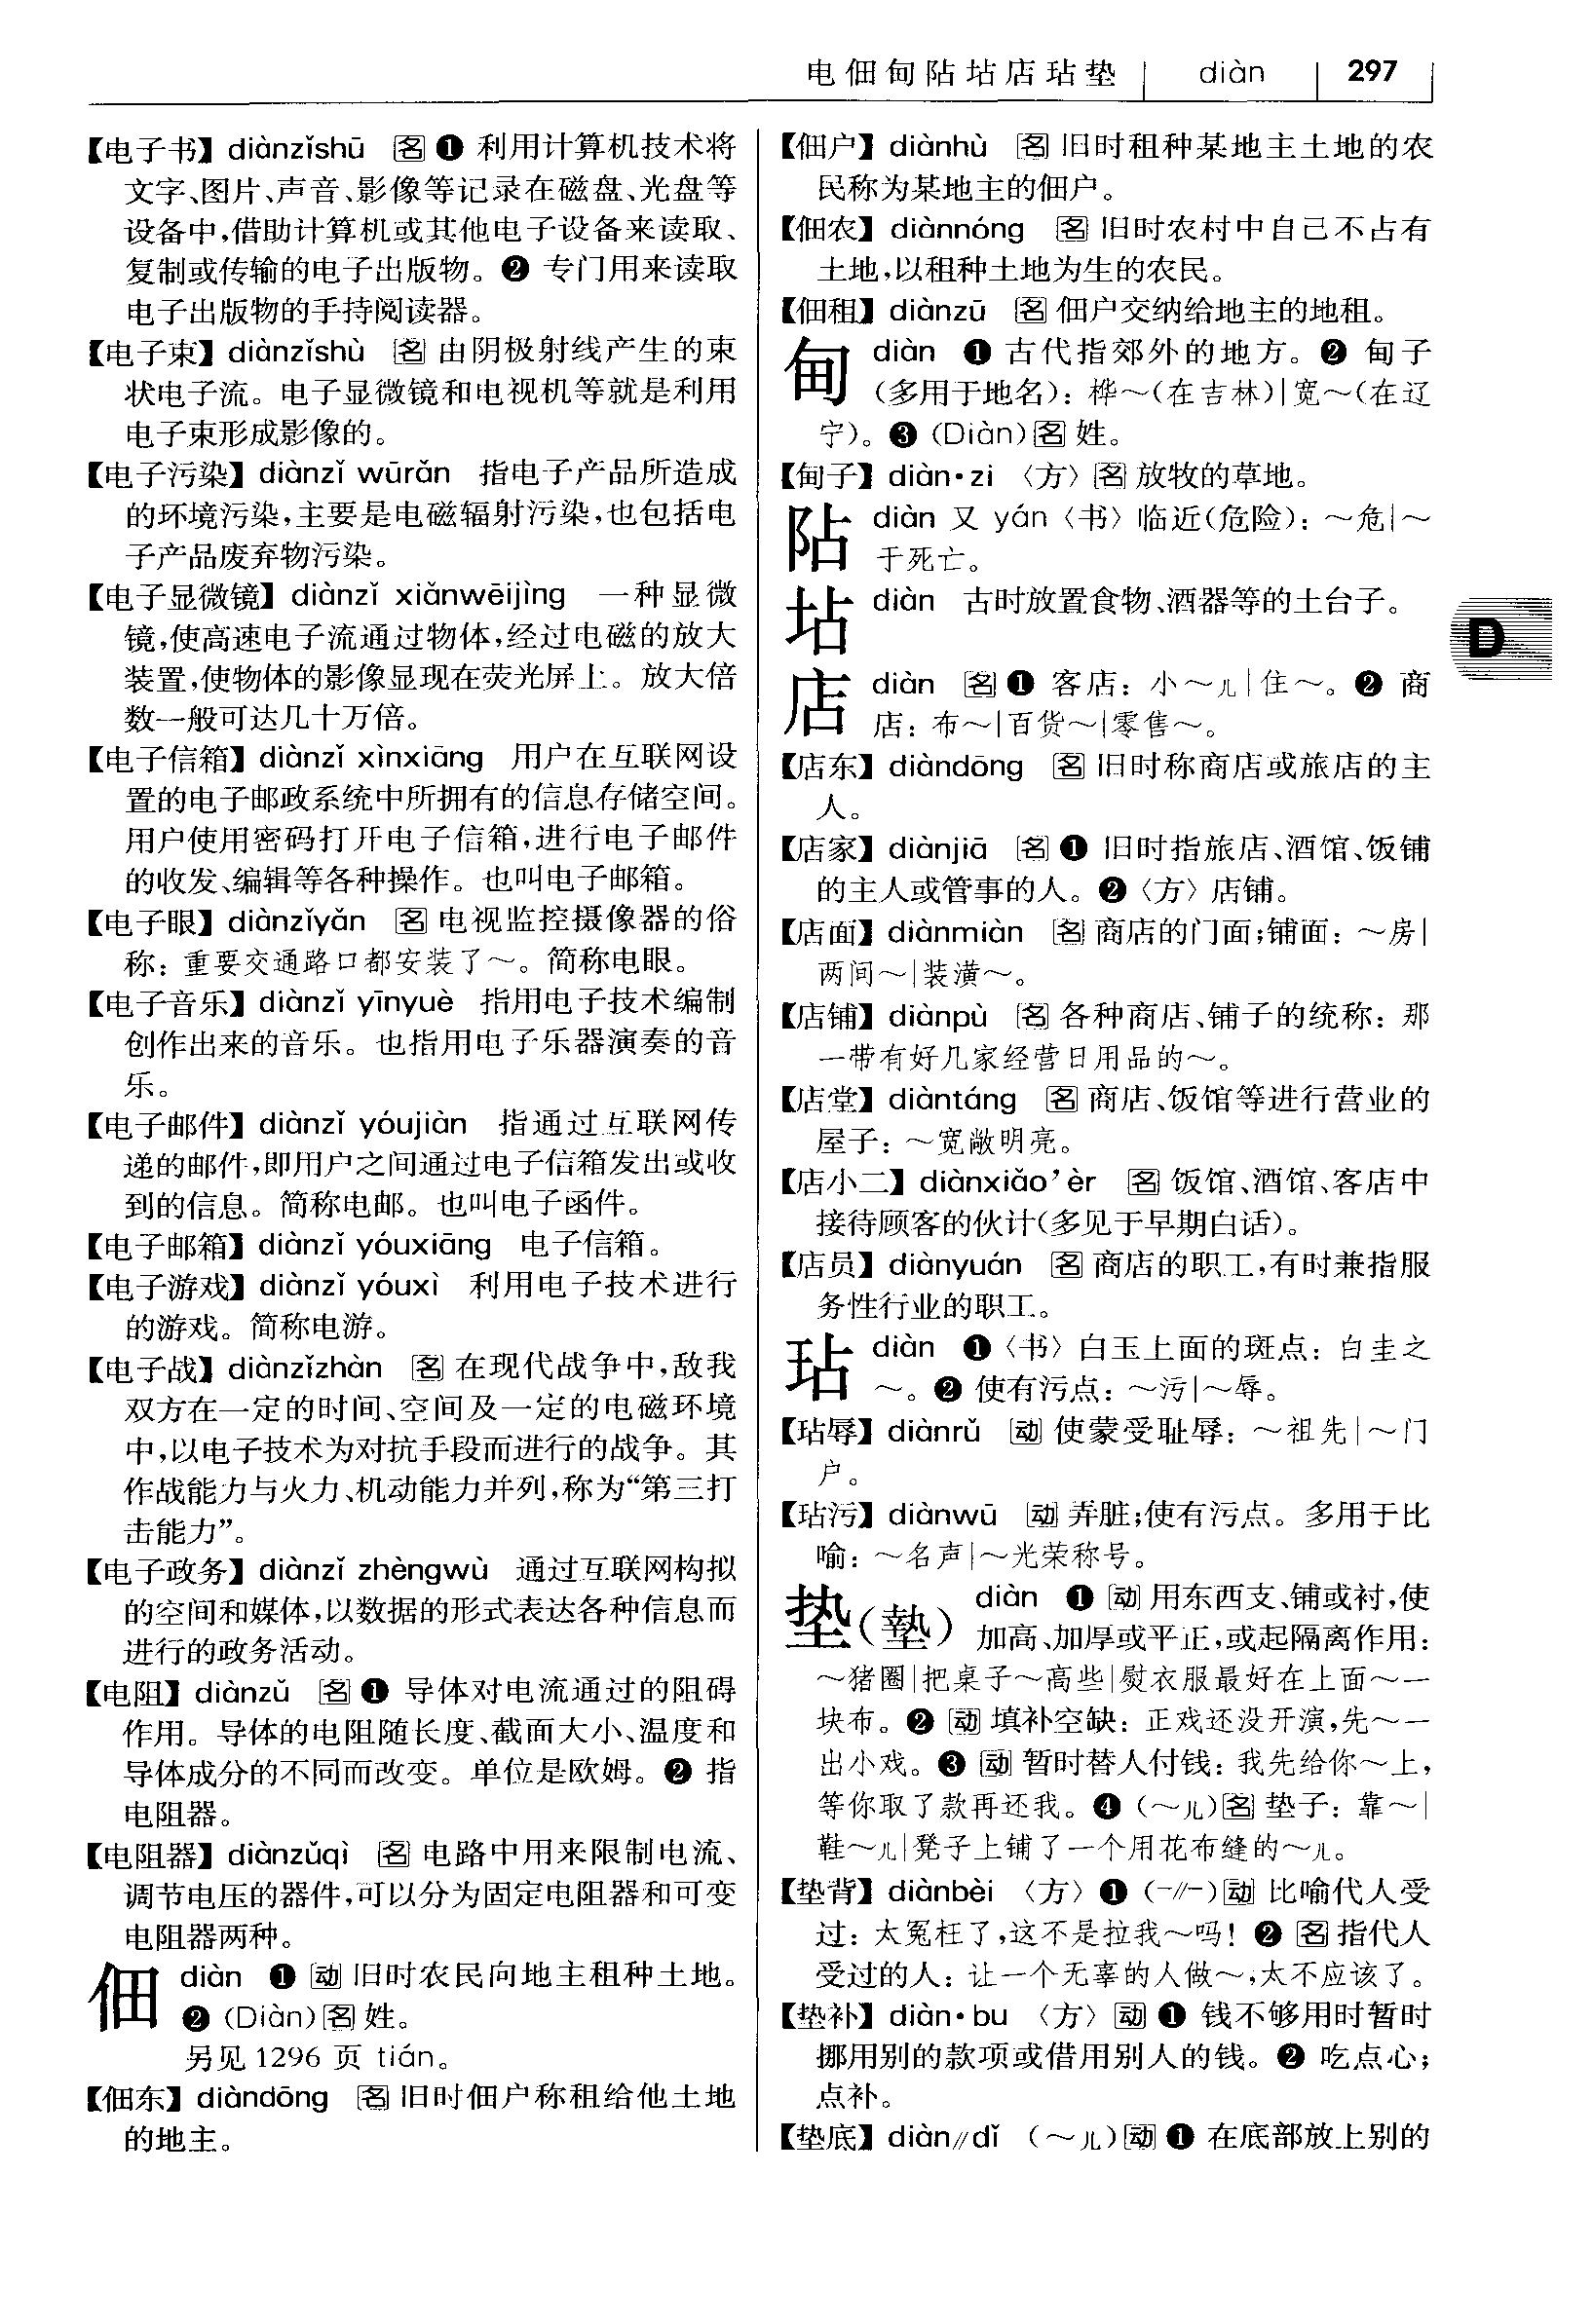 电佃甸阽坫店玷垫 diàn 297
【电子书】diànzǐshū 名 ❶ 利用计算机技术将
文字、图片、声音、影像等记录在磁盘、光盘等
设备中,借助计算机或其他电子设备来读取、
复制或传输的电子出版物。❷ 专门用来读取
电子出版物的手持阅读器。
【电子束】diànzǐshù 名 由阴极射线产生的束
状电子流。电子显微镜和电视机等就是利用
电子束形成影像的。
【电子污染】diànzǐ wūrǎn 指电子产品所造成
的环境污染,主要是电磁辐射污染,也包括电
子产品废弃物污染。
【电子显微镜】diànzǐ xiǎnwēijìng 一种显微
镜,使高速电子流通过物体,经过电磁的放大
装置,使物体的影像显现在荧光屏上。放大倍
数一般可达几十万倍。
【电子信箱】diànzǐ xìnxiāng 用户在互联网设
置的电子邮政系统中所拥有的信息存储空间。
用户使用密码打开电子信箱,进行电子邮件
的收发、编辑等各种操作。也叫电子邮箱。
【电子眼】diànzǐyǎn 名 电视监控摄像器的俗
称：重要交通路口都安装了～。简称电眼。
【电子音乐】diànzǐ yīnyuè 指用电子技术编制
创作出来的音乐。也指用电子乐器演奏的音
乐。
【电子邮件】diànzǐ yóujiàn 指通过互联网传
递的邮件,即用户之间通过电子信箱发出或收
到的信息。简称电邮。也叫电子函件。
【电子邮箱】diànzǐ yóuxiāng 电子信箱。
【电子游戏】diànzǐ yóuxì 利用电子技术进行
的游戏。简称电游。
【电子战】diànzǐzhàn 名 在现代战争中,敌我
双方在一定的时间、空间及一定的电磁环境
中,以电子技术为对抗手段而进行的战争。其
作战能力与火力、机动能力并列,称为“第三打
击能力”。
【电子政务】diànzǐ zhèngwù 通过互联网构拟
的空间和媒体,以数据的形式表达各种信息而
进行的政务活动。
【电阻】diànzǔ 名 ❶ 导体对电流通过的阻碍
作用。导体的电阻随长度、截面大小、温度和
导体成分的不同而改变。单位是欧姆。❷ 指
电阻器。
【电阻器】diànzǔqì 名 电路中用来限制电流、
调节电压的器件,可以分为固定电阻器和可变
电阻器两种。
佃 diàn ❶ 动 旧时农民向地主租种土地。
❷ (Diàn) 名 姓。
另见 1296 页 tián。
【佃东】diàndōng 名 旧时佃户称租给他土地
的地主。
【佃户】diànhù 名 旧时租种某地主土地的农
民称为某地主的佃户。
【佃农】diànnóng 名 旧时农村中自己不占有
土地,以租种土地为生的农民。
【佃租】diànzū 名 佃户交纳给地主的地租。
甸 diàn ❶ 古代指郊外的地方。❷ 甸子
(多用于地名)：桦～(在吉林)|宽～(在辽
宁)。❸ (Diàn) 名 姓。
【甸子】diàn·zi 〈方〉 名 放牧的草地。
阽 diàn 又 yán 〈书〉 临近(危险)：～危|～
于死亡。
坫 diàn 古时放置食物、酒器等的土台子。
店 diàn 名 ❶ 客店：小～儿|住～。❷ 商
店：布～|百货～|零售～。
【店东】diàndōng 名 旧时称商店或旅店的主
人。
【店家】diànjiā 名 ❶ 旧时指旅店、酒馆、饭铺
的主人或管事的人。❷〈方〉店铺。
【店面】diànmiàn 名 商店的门面;铺面：～房|
两间～|装潢～。
【店铺】diànpù 名 各种商店、铺子的统称：那
一带有好几家经营日用品的～。
【店堂】diàntáng 名 商店、饭馆等进行营业的
屋子：～宽敞明亮。
【店小二】diànxiǎo’èr 名 饭馆、酒馆、客店中
接待顾客的伙计(多见于早期白话)。
【店员】diànyuán 名 商店的职工,有时兼指服
务性行业的职工。
玷 diàn ❶〈书〉白玉上面的斑点：白圭之
～。❷ 使有污点：～污|～辱。
【玷辱】diànrǔ 动 使蒙受耻辱：～祖先|～门
户。
【玷污】diànwū 动 弄脏;使有污点。多用于比
喻：～名声|～光荣称号。
垫(墊) diàn ❶ 动 用东西支、铺或衬,使
加高、加厚或平正,或起隔离作用：
～猪圈|把桌子～高些|熨衣服最好在上面～一
块布。❷ 动 填补空缺：正戏还没开演,先～一
出小戏。❸ 动 暂时替人付钱：我先给你～上,
等你取了款再还我。❹ (～儿) 名 垫子：靠～|
鞋～儿|凳子上铺了一个用花布缝的～儿。
【垫背】diànbèi 〈方〉❶ (-∥-) 动 比喻代人受
过：太冤枉了,这不是拉我～吗！❷ 名 指代人
受过的人：让一个无辜的人做～,太不应该了。
【垫补】diàn·bu 〈方〉 动 ❶ 钱不够用时暂时
挪用别的款项或借用别人的钱。❷ 吃点心;
点补。
【垫底】diàn∥dǐ (～儿) 动 ❶ 在底部放上别的
D